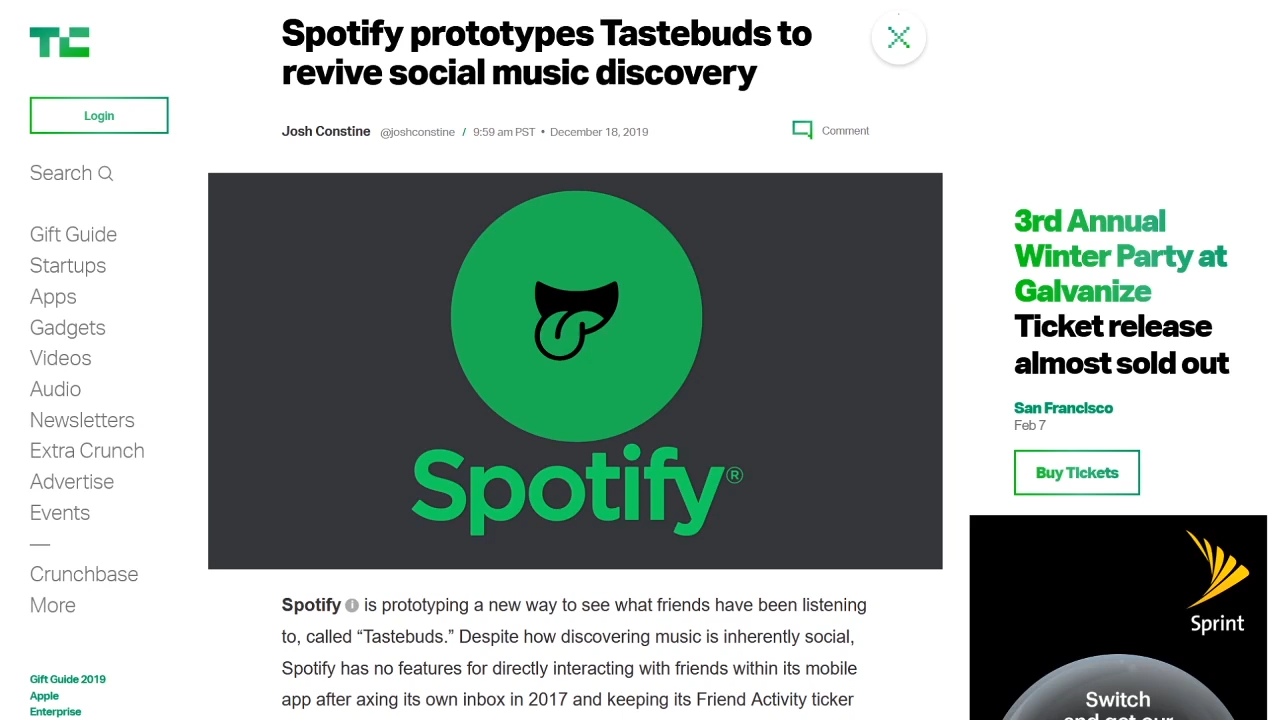 TC
Login
Search
Gift Guide
Startups
Apps
Gadgets
Videos
Audio
Newsletters
Extra Crunch
Advertise
Events
—
Crunchbase
More
Gift Guide 2019
Apple
Enterprise
Spotify prototypes Tastebuds to
revive social music discovery
Josh Constine @joshconstine / 9:59 am PST • December 18, 2019
Comment
Spotify®
Spotify is prototyping a new way to see what friends have been listening
to, called “Tastebuds.” Despite how discovering music is inherently social,
Spotify has no features for directly interacting with friends within its mobile
app after axing its own inbox in 2017 and keeping its Friend Activity ticker
3rd Annual
Winter Party at
Galvanize
Ticket release
almost sold out
San Francisco
Feb 7
Buy Tickets
Sprint
Switch
and get our